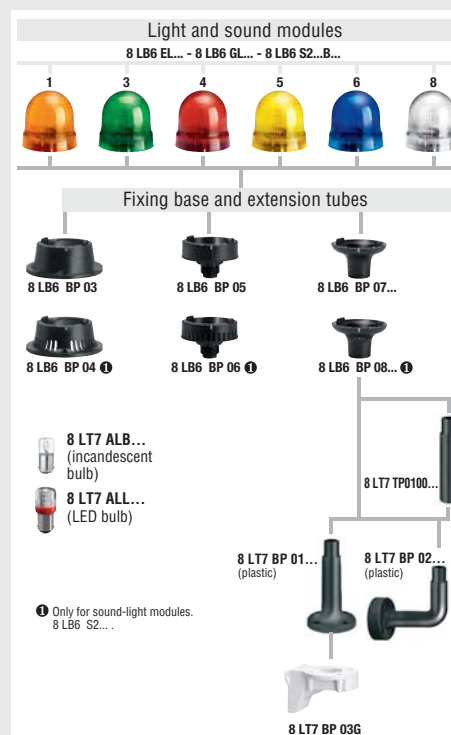 Light and sound modules
8 LB6 EL... - 8 LB6 GL... - 8 LB6 S2...B...
1 3 4 5 6 8
Fixing base and extension tubes
8 LB6 BP 03 8 LB6 BP 05 8 LB6 BP 07...
8 LB6 BP 04 ❶ 8 LB6 BP 06 ❶ 8 LB6 BP 08... ❶
8 LT7 ALB...
(incandescent
bulb)
8 LT7 ALL...
(LED bulb)
8 LT7 TP0100...
8 LT7 BP 01... 8 LT7 BP 02...
(plastic) (plastic)
❶ Only for sound-light modules.
8 LB6 S2... .
8 LT7 BP 03G